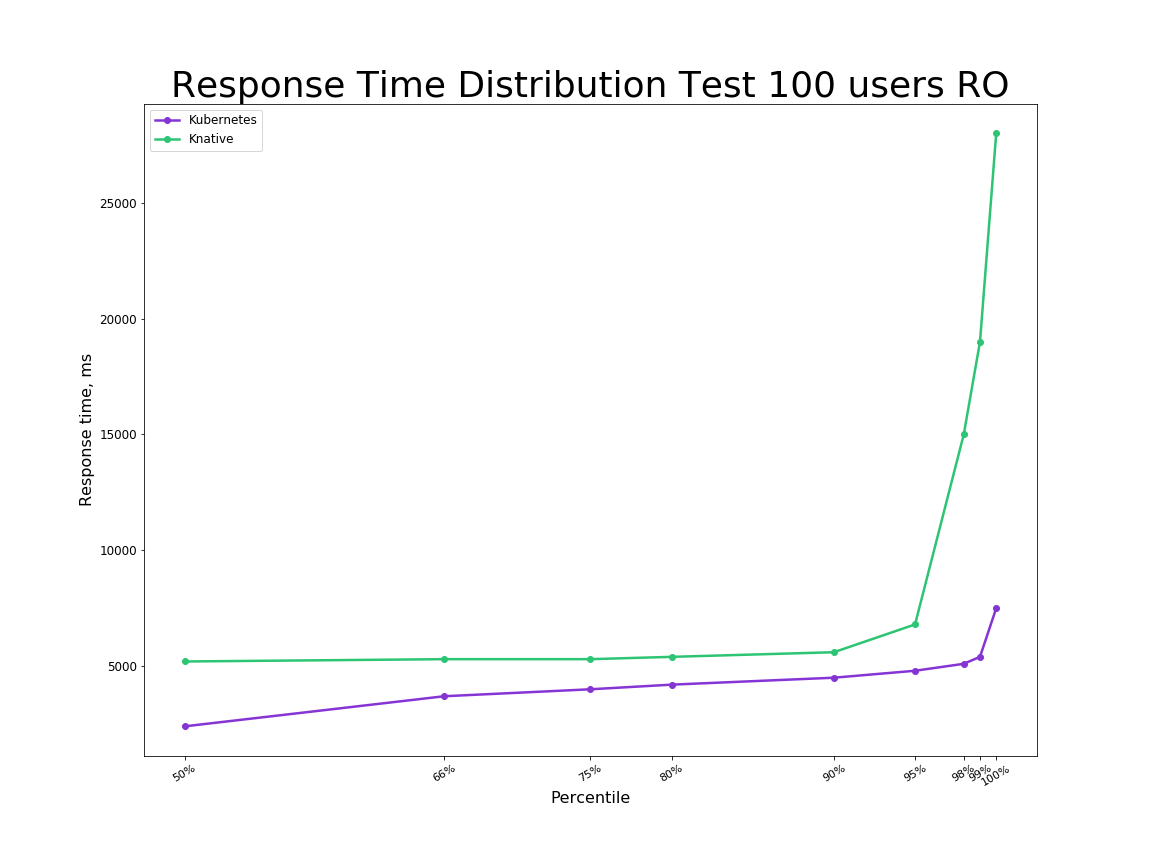 Response Time Distribution Test 100 users RO
Kubernetes
Knative
25000
20000
15000
10000
5000
Response time, ms
50% 66% 75% 80% 90% 95% 98% 99% 100%
Percentile